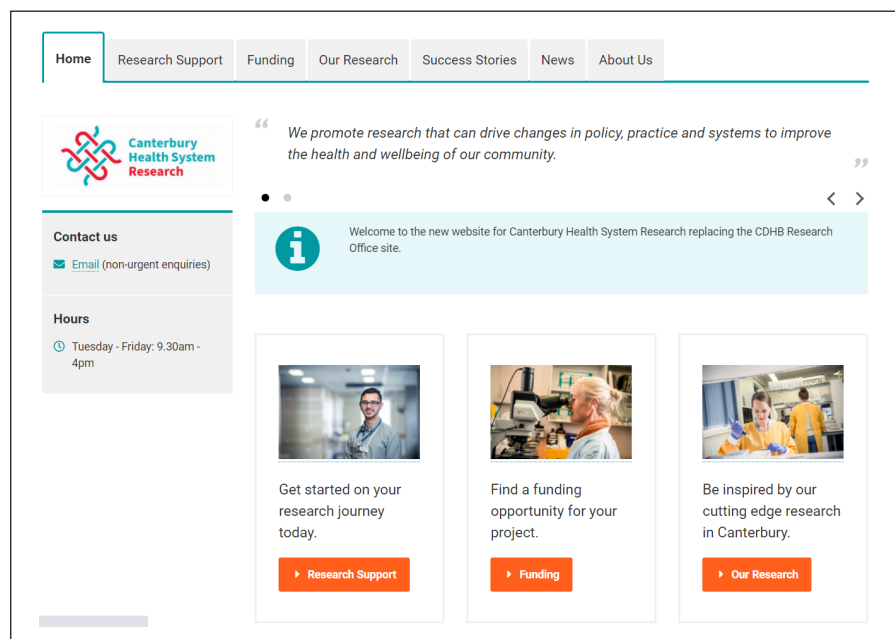 Home
Research Support
Funding
Our Research
Success Stories
News
About Us
Canterbury
Health System
Research
Contact us
Email (non-urgent enquiries)
Hours
Tuesday - Friday: 9.30am -
4pm
“
We promote research that can drive changes in policy, practice and systems to improve
the health and wellbeing of our community.
”
Welcome to the new website for Canterbury Health System Research replacing the CDHB Research
Office site.
Get started on your
research journey
today.
Research Support
Find a funding
opportunity for your
project.
Funding
Be inspired by our
cutting edge research
in Canterbury.
Our Research